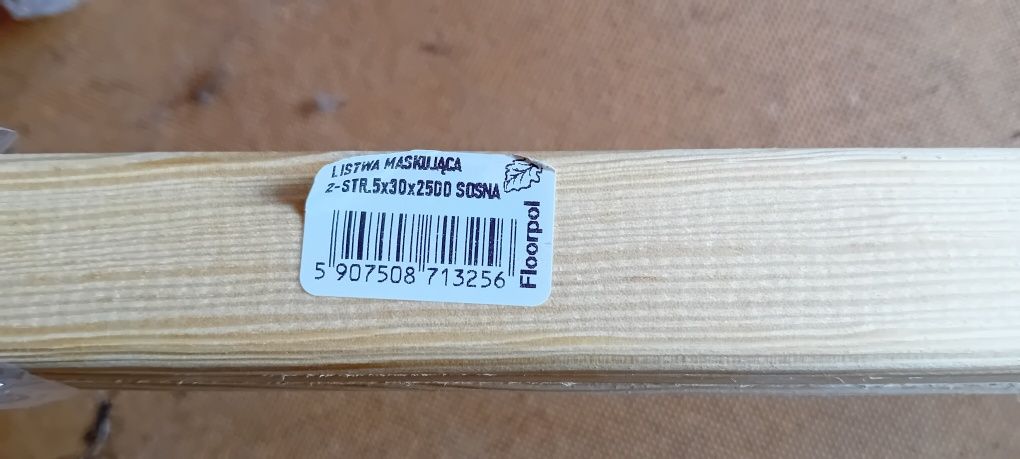 LISTWA MASKUJĄCA
2-STR.5x30x2500 SOSNA
5 907508 713256
Floorpol